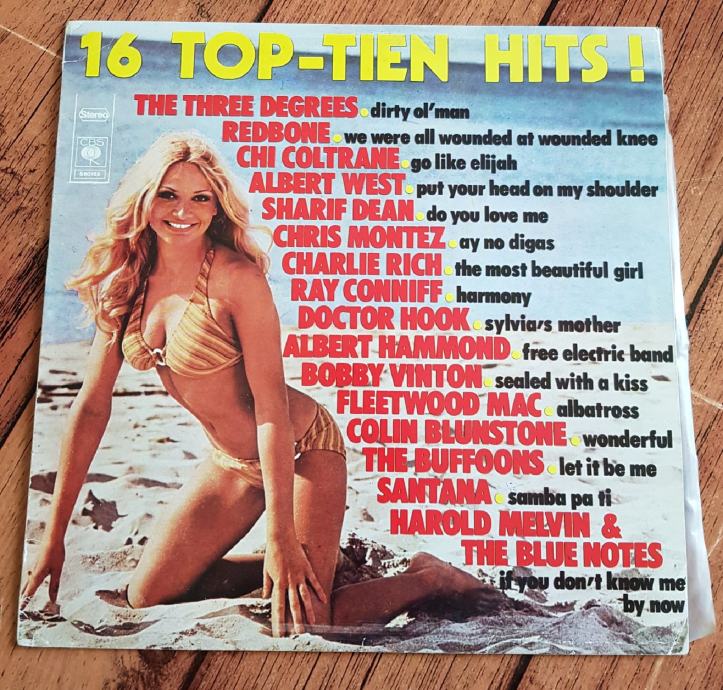 16 TOP-TIEN HITS!
Stereo
CBS
THE THREE DEGREES • dirty ol'man
REDBONE • we were all wounded at wounded knee
CHI COLTRANE • go like elijah
ALBERT WEST • put your head on my shoulder
SHARIF DEAN • do you love me
CHRIS MONTEZ • ay no digas
CHARLIE RICH • the most beautiful girl
RAY CONNIFF • harmony
DOCTOR HOOK • sylvia's mother
ALBERT HAMMOND • free electric band
BOBBY VINTON • sealed with a kiss
FLEETWOOD MAC • albatross
COLIN BLUNSTONE • wonderful
THE BUFFOONS • let it be me
SANTANA • samba pa ti
HAROLD MELVIN &
THE BLUE NOTES
if you don't know me
by now